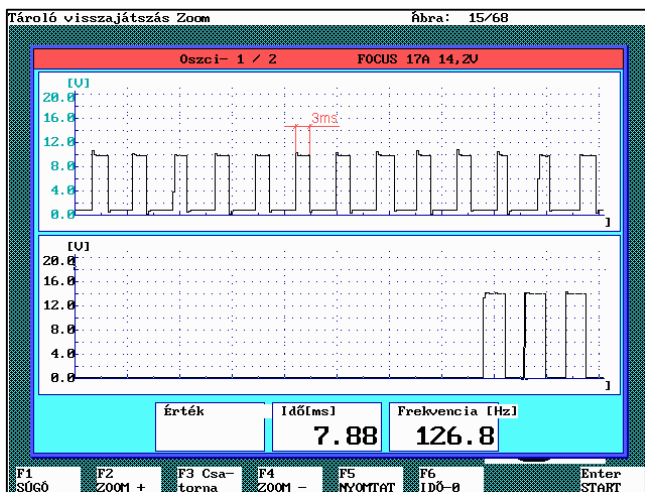 Tároló visszajátszás Zoom Ábra: 15/68
Oszci- 1 / 2 FOCUS 17A 14,2V
[V]
20.0
16.0
12.0
8.0
4.0
0.0
3ms
]
[V]
20.0
16.0
12.0
8.0
4.0
0.0
]
Érték Idő[ms] Frekvencia [Hz]
7.88 126.8
F1 F2 F3 Csa- F4 F5 F6 Enter
SÚGÓ ZOOM + torna ZOOM - NYOMTAT IDŐ-0 START